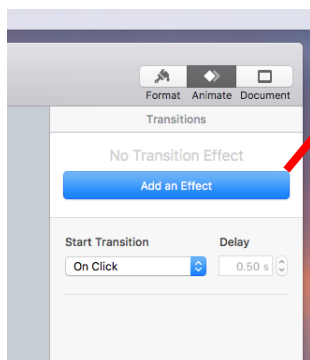 Format Animate Document
Transitions
No Transition Effect
Add an Effect
Start Transition Delay
On Click 0.50 s